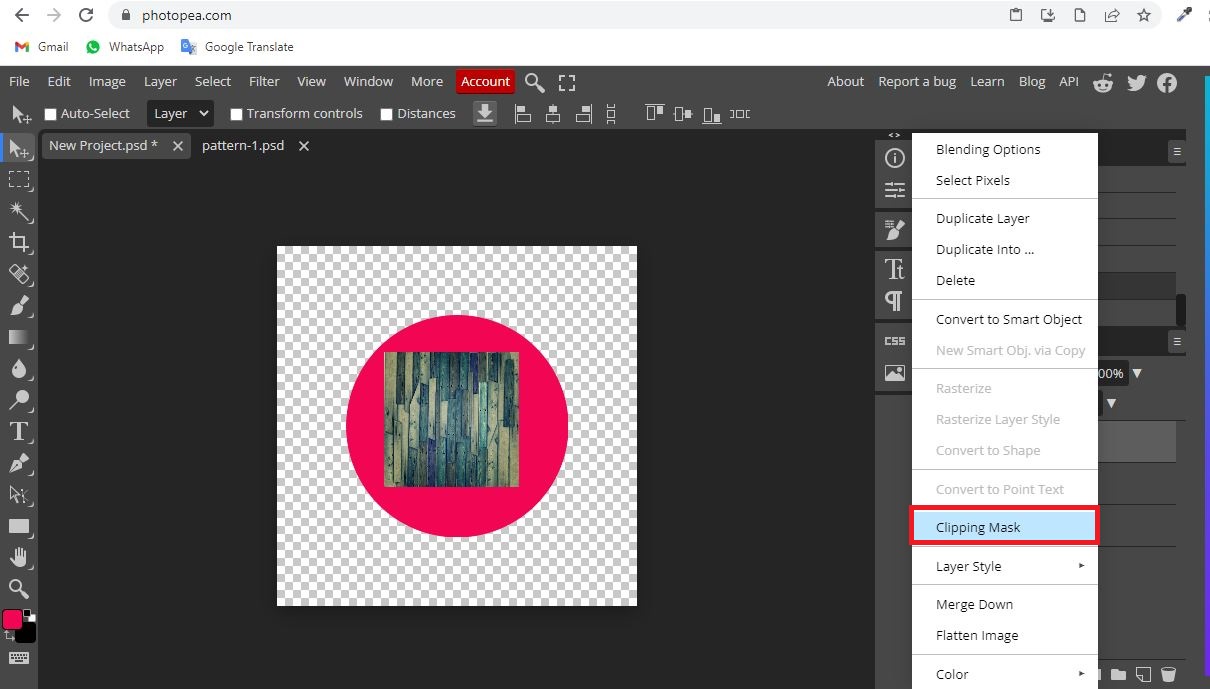 photopea.com
Gmail WhatsApp Google Translate
File Edit Image Layer Select Filter View Window More Account About Report a bug Learn Blog API
Auto-Select Layer Transform controls Distances
New Project.psd * pattern-1.psd
Blending Options
Select Pixels
Duplicate Layer
Duplicate Into ...
Delete
Convert to Smart Object
CSS
New Smart Obj. via Copy
00%
Rasterize
Rasterize Layer Style
Convert to Shape
Convert to Point Text
Clipping Mask
Layer Style
Merge Down
Flatten Image
Color